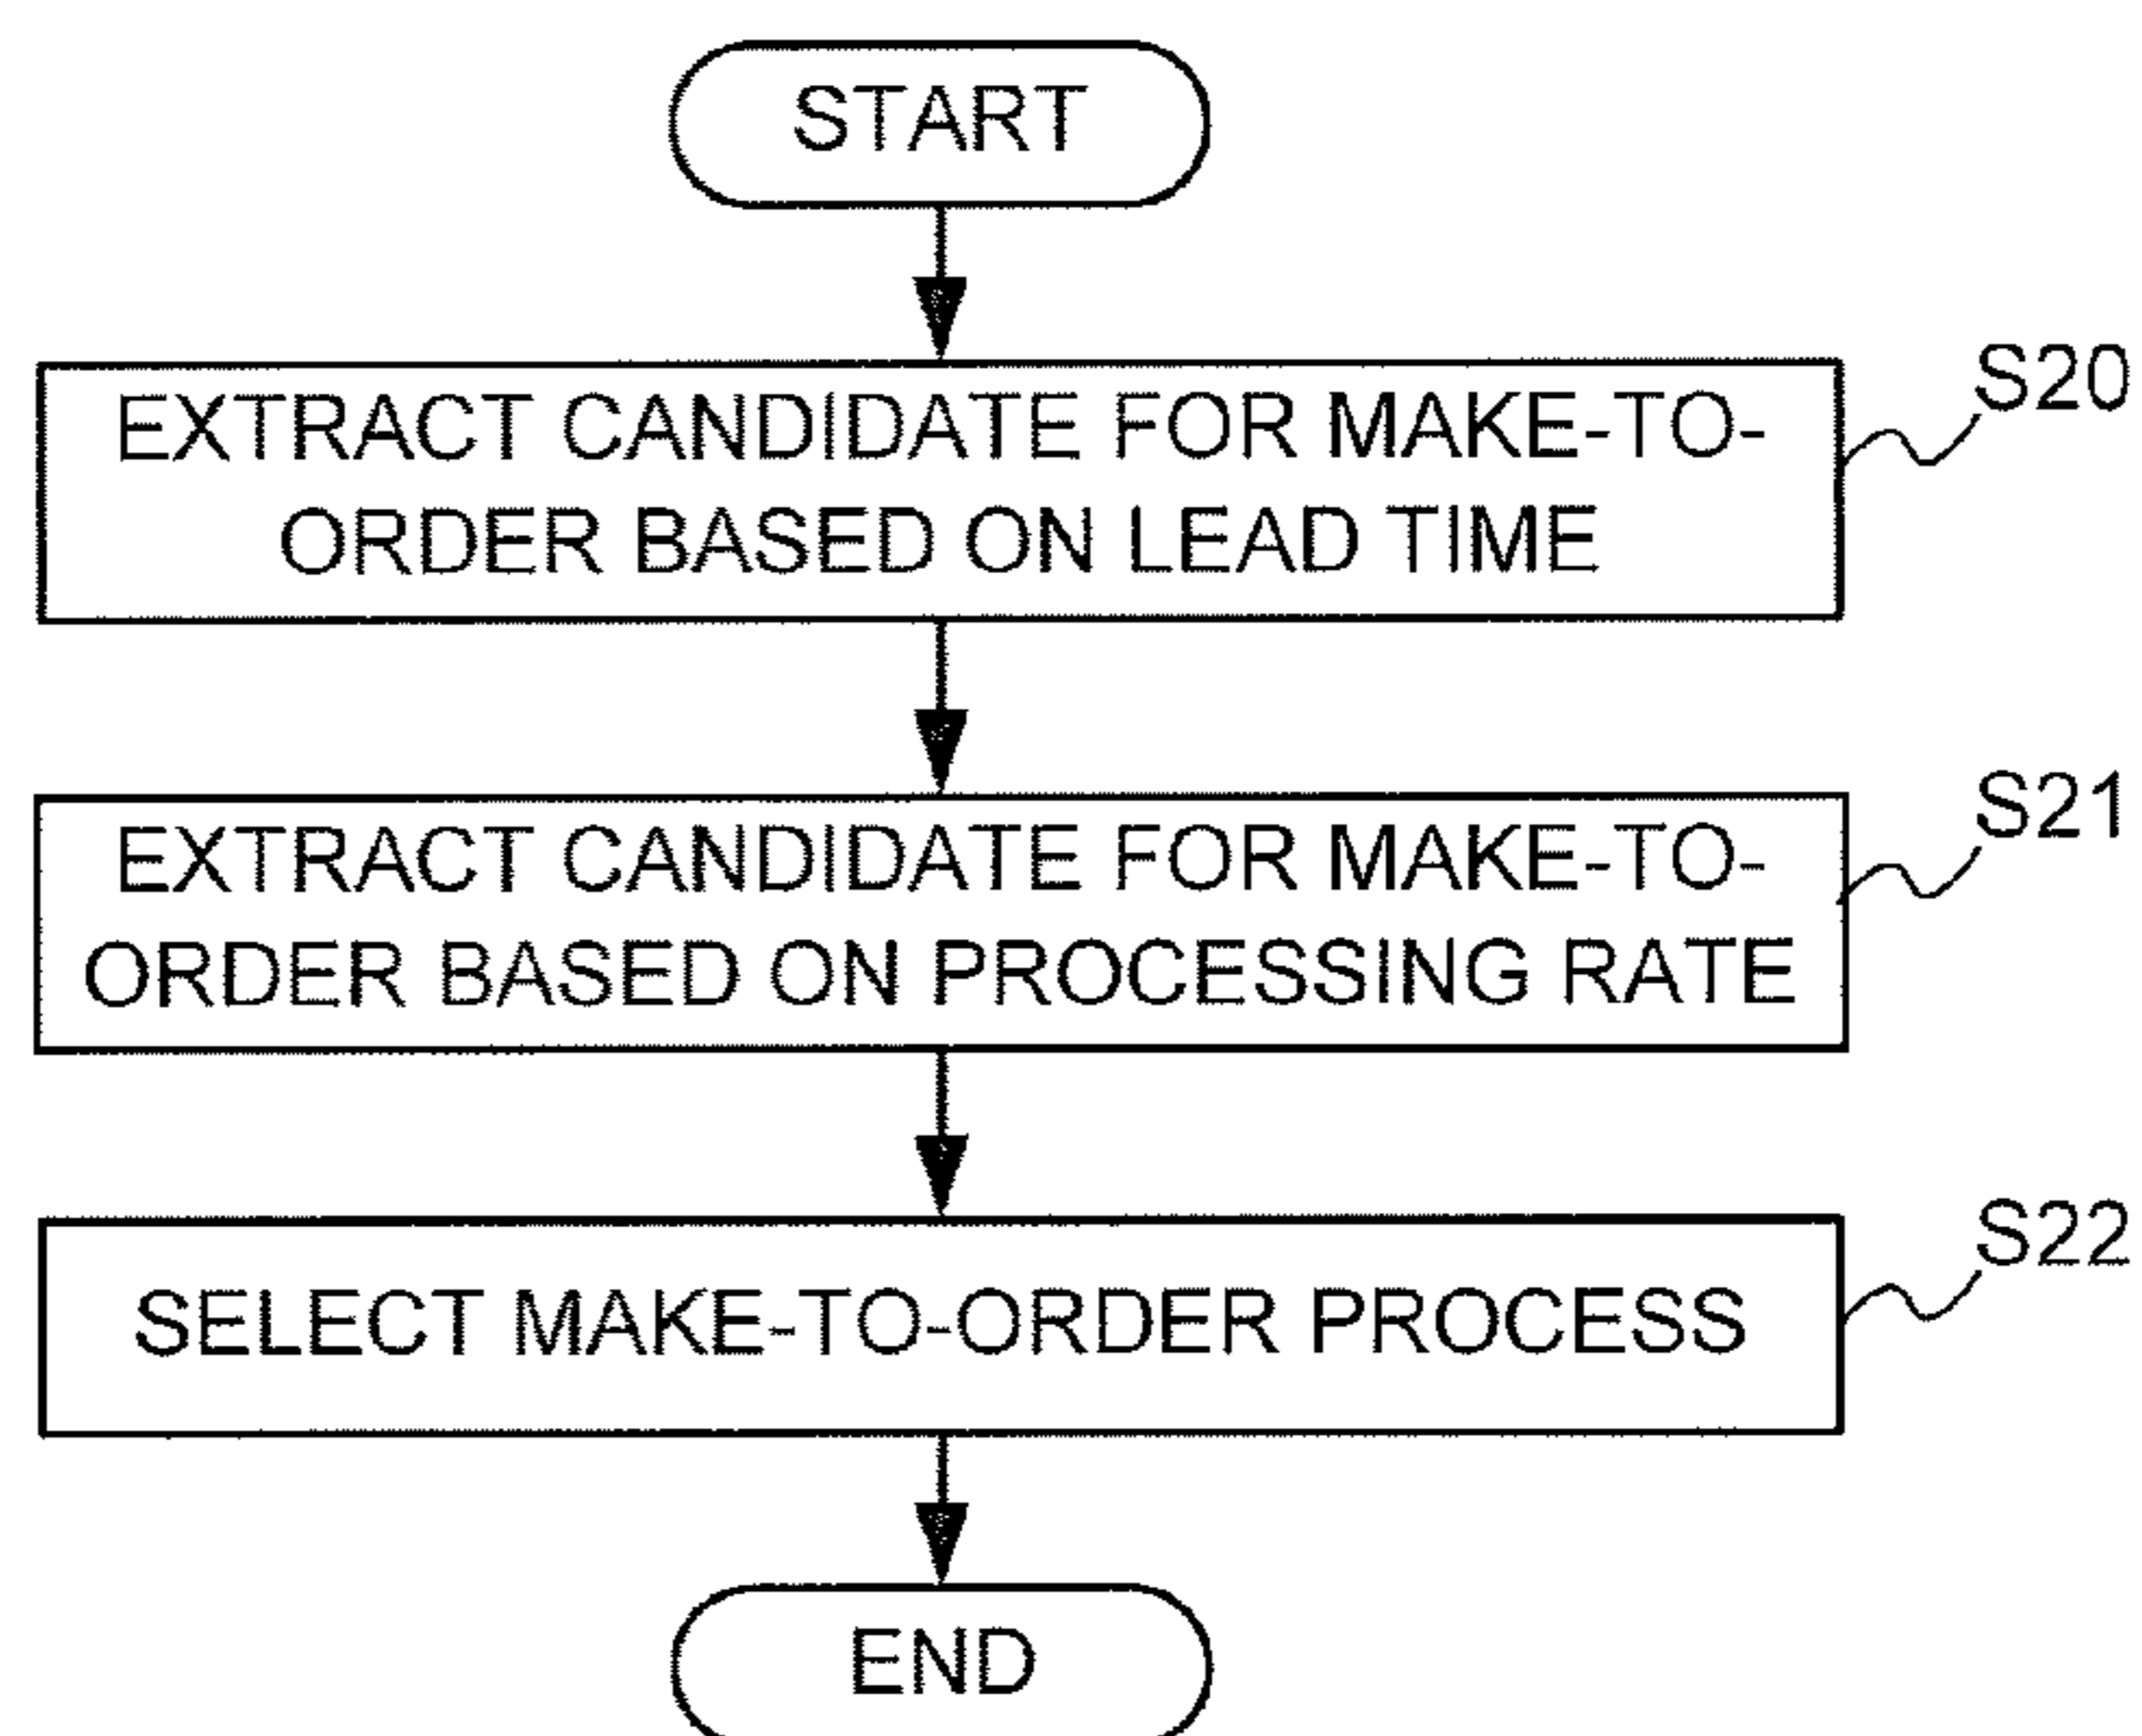 START
EXTRACT CANDIDATE FOR MAKE-TO-
ORDER BASED ON LEAD TIME
S20
EXTRACT CANDIDATE FOR MAKE-TO-
ORDER BASED ON PROCESSING RATE
S21
SELECT MAKE-TO-ORDER PROCESS
S22
END